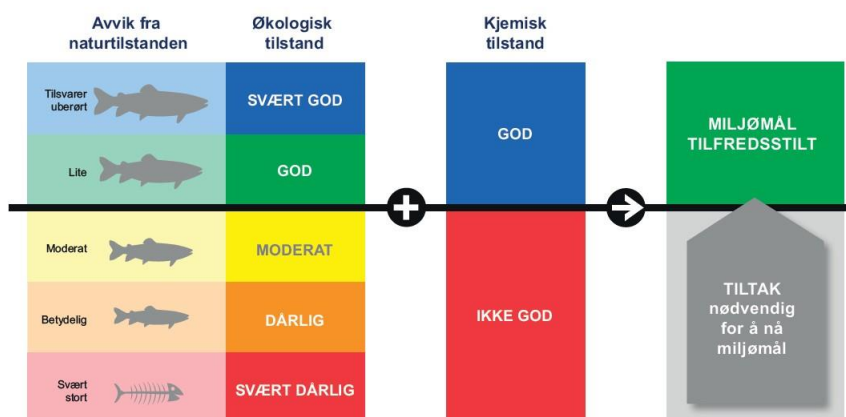 Avvik fra
naturtilstanden
Økologisk
tilstand
Kjemisk
tilstand
Tilsvarer
uberørt
SVÆRT GOD
Lite
GOD
Moderat
MODERAT
Betydelig
DÅRLIG
Svært
stort
SVÆRT DÅRLIG
GOD
IKKE GOD
MILJØMÅL
TILFREDSSTILT
TILTAK
nødvendig
for å nå
miljømål